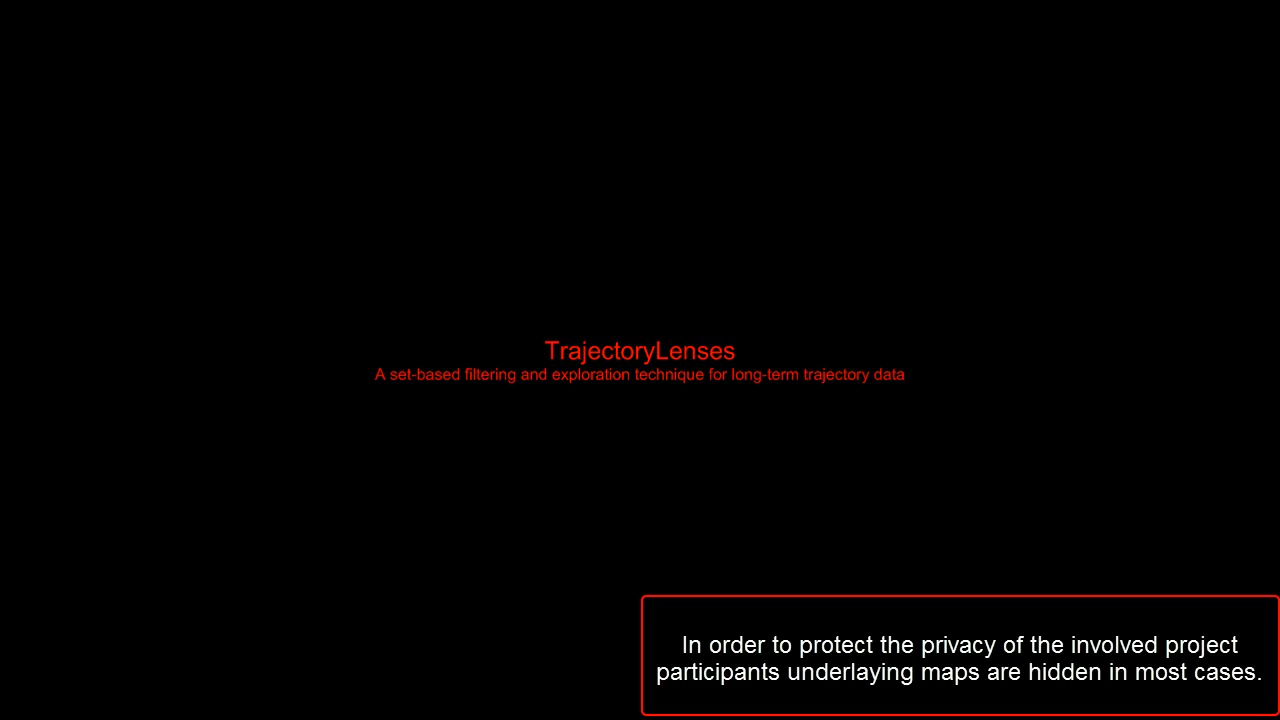 TrajectoryLenses
A set-based filtering and exploration technique for long-term trajectory data
In order to protect the privacy of the involved project
participants underlaying maps are hidden in most cases.